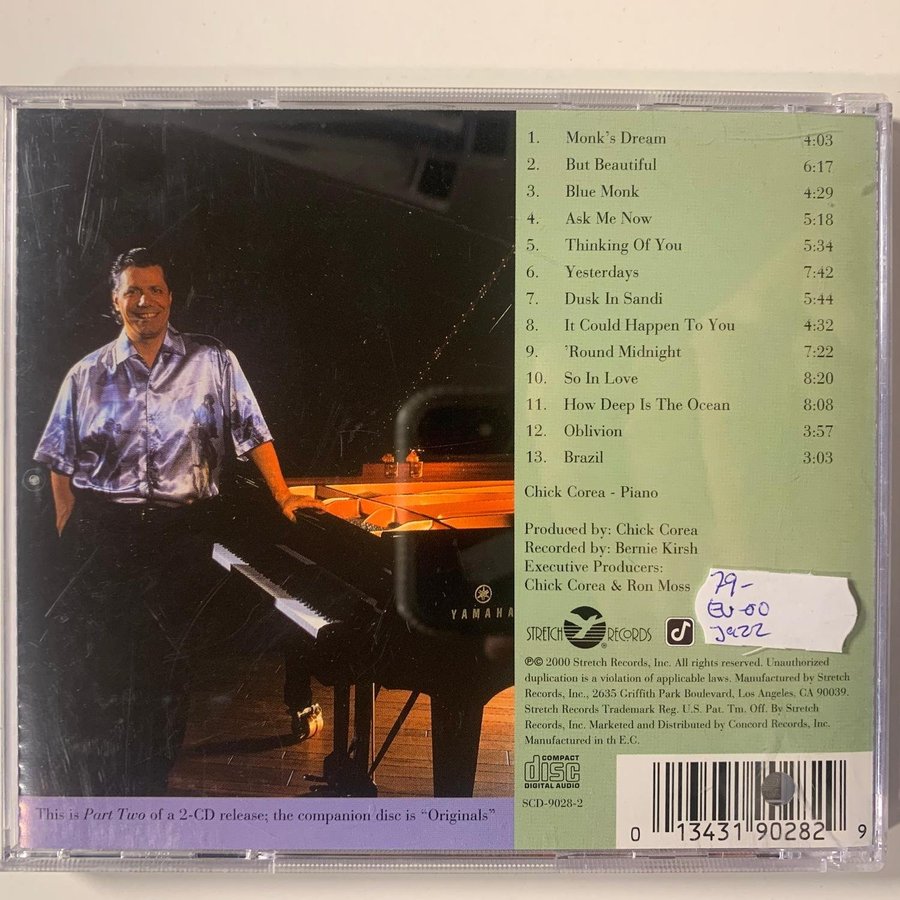 1. Monk's Dream 4:03
2. But Beautiful 6:17
3. Blue Monk 4:29
4. Ask Me Now 5:18
5. Thinking Of You 5:34
6. Yesterdays 7:42
7. Dusk In Sandi 5:44
8. It Could Happen To You 4:32
9. 'Round Midnight 7:22
10. So In Love 8:20
11. How Deep Is The Ocean 8:08
12. Oblivion 3:57
13. Brazil 3:03
Chick Corea - Piano
Produced by: Chick Corea
Recorded by: Bernie Kirsh
Executive Producers:
Chick Corea & Ron Moss
79-
EU-00
Jazz
STRETCH RECORDS
®
℗© 2000 Stretch Records, Inc. All rights reserved. Unauthorized
duplication is a violation of applicable laws. Manufactured by Stretch
Records, Inc., 2635 Griffith Park Boulevard, Los Angeles, CA 90039.
Stretch Records Trademark Reg. U.S. Pat. Tm. Off. By Stretch
Records, Inc. Marketed and Distributed by Concord Records, Inc.
Manufactured in th E.C.
COMPACT
disc
DIGITAL AUDIO
SCD-9028-2
0 13431 90282 9
YAMAHA
This is Part Two of a 2-CD release; the companion disc is "Originals"